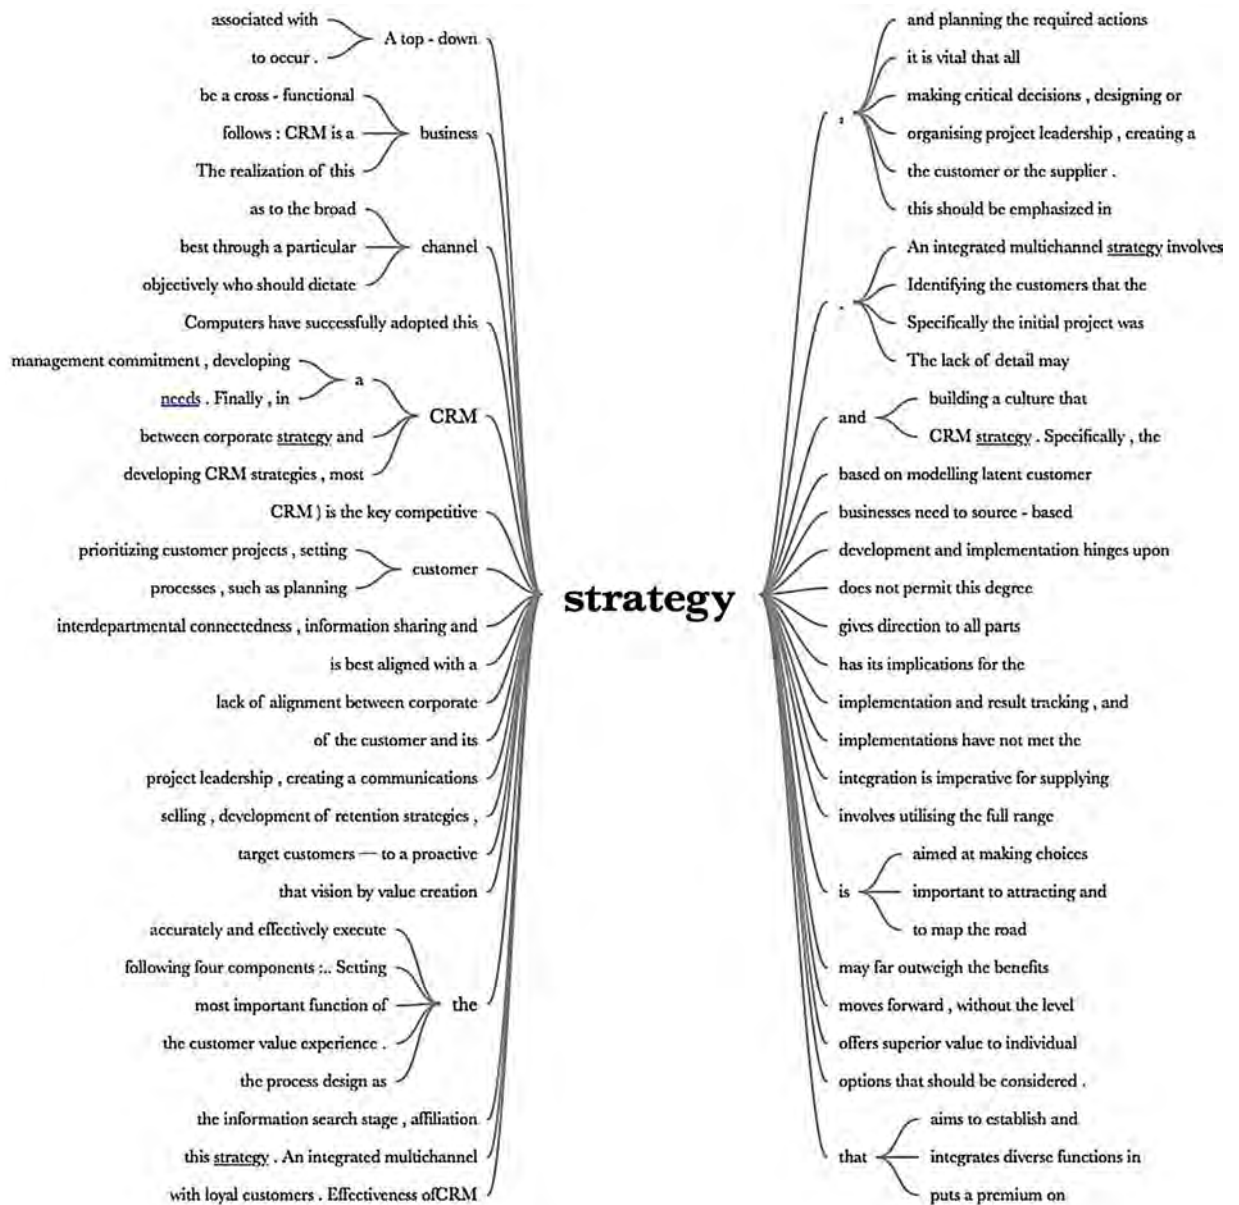 associated with
to occur .
A top - down
be a cross - functional
follows : CRM is a
The realization of this
business
as to the broad
best through a particular
objectively who should dictate
channel
Computers have successfully adopted this
management commitment , developing
needs . Finally , in
a
between corporate strategy and
developing CRM strategies , most
CRM
CRM ) is the key competitive
prioritizing customer projects , setting
processes , such as planning
customer
interdepartmental connectedness , information sharing and
is best aligned with a
lack of alignment between corporate
of the customer and its
project leadership , creating a communications
selling , development of retention strategies ,
target customers — to a proactive
that vision by value creation
accurately and effectively execute
following four components :.. Setting
most important function of
the customer value experience .
the process design as
the
the information search stage , affiliation
this strategy . An integrated multichannel
with loyal customers . Effectiveness ofCRM
strategy
,
and planning the required actions
it is vital that all
making critical decisions , designing or
organising project leadership , creating a
the customer or the supplier .
this should be emphasized in
.
An integrated multichannel strategy involves
Identifying the customers that the
Specifically the initial project was
The lack of detail may
and
building a culture that
CRM strategy . Specifically , the
based on modelling latent customer
businesses need to source - based
development and implementation hinges upon
does not permit this degree
gives direction to all parts
has its implications for the
implementation and result tracking , and
implementations have not met the
integration is imperative for supplying
involves utilising the full range
is
aimed at making choices
important to attracting and
to map the road
may far outweigh the benefits
moves forward , without the level
offers superior value to individual
options that should be considered .
that
aims to establish and
integrates diverse functions in
puts a premium on